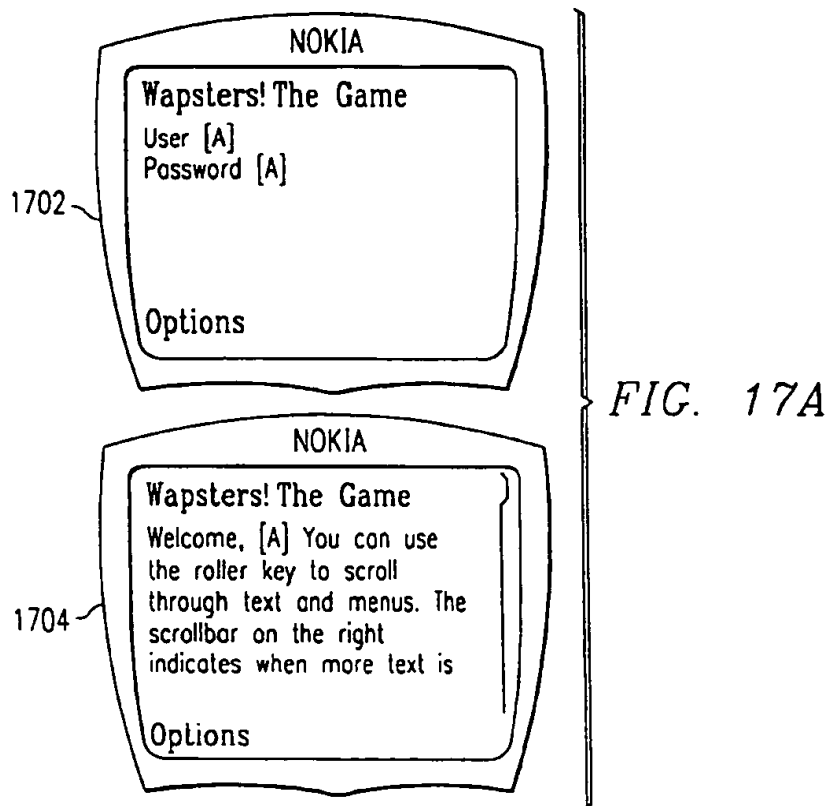 NOKIA
Wapsters! The Game
User [A]
Password [A]
1702
Options
FIG. 17A
NOKIA
Wapsters! The Game
Welcome, [A] You can use
the roller key to scroll
through text and menus. The
scrollbar on the right
indicates when more text is
1704
Options